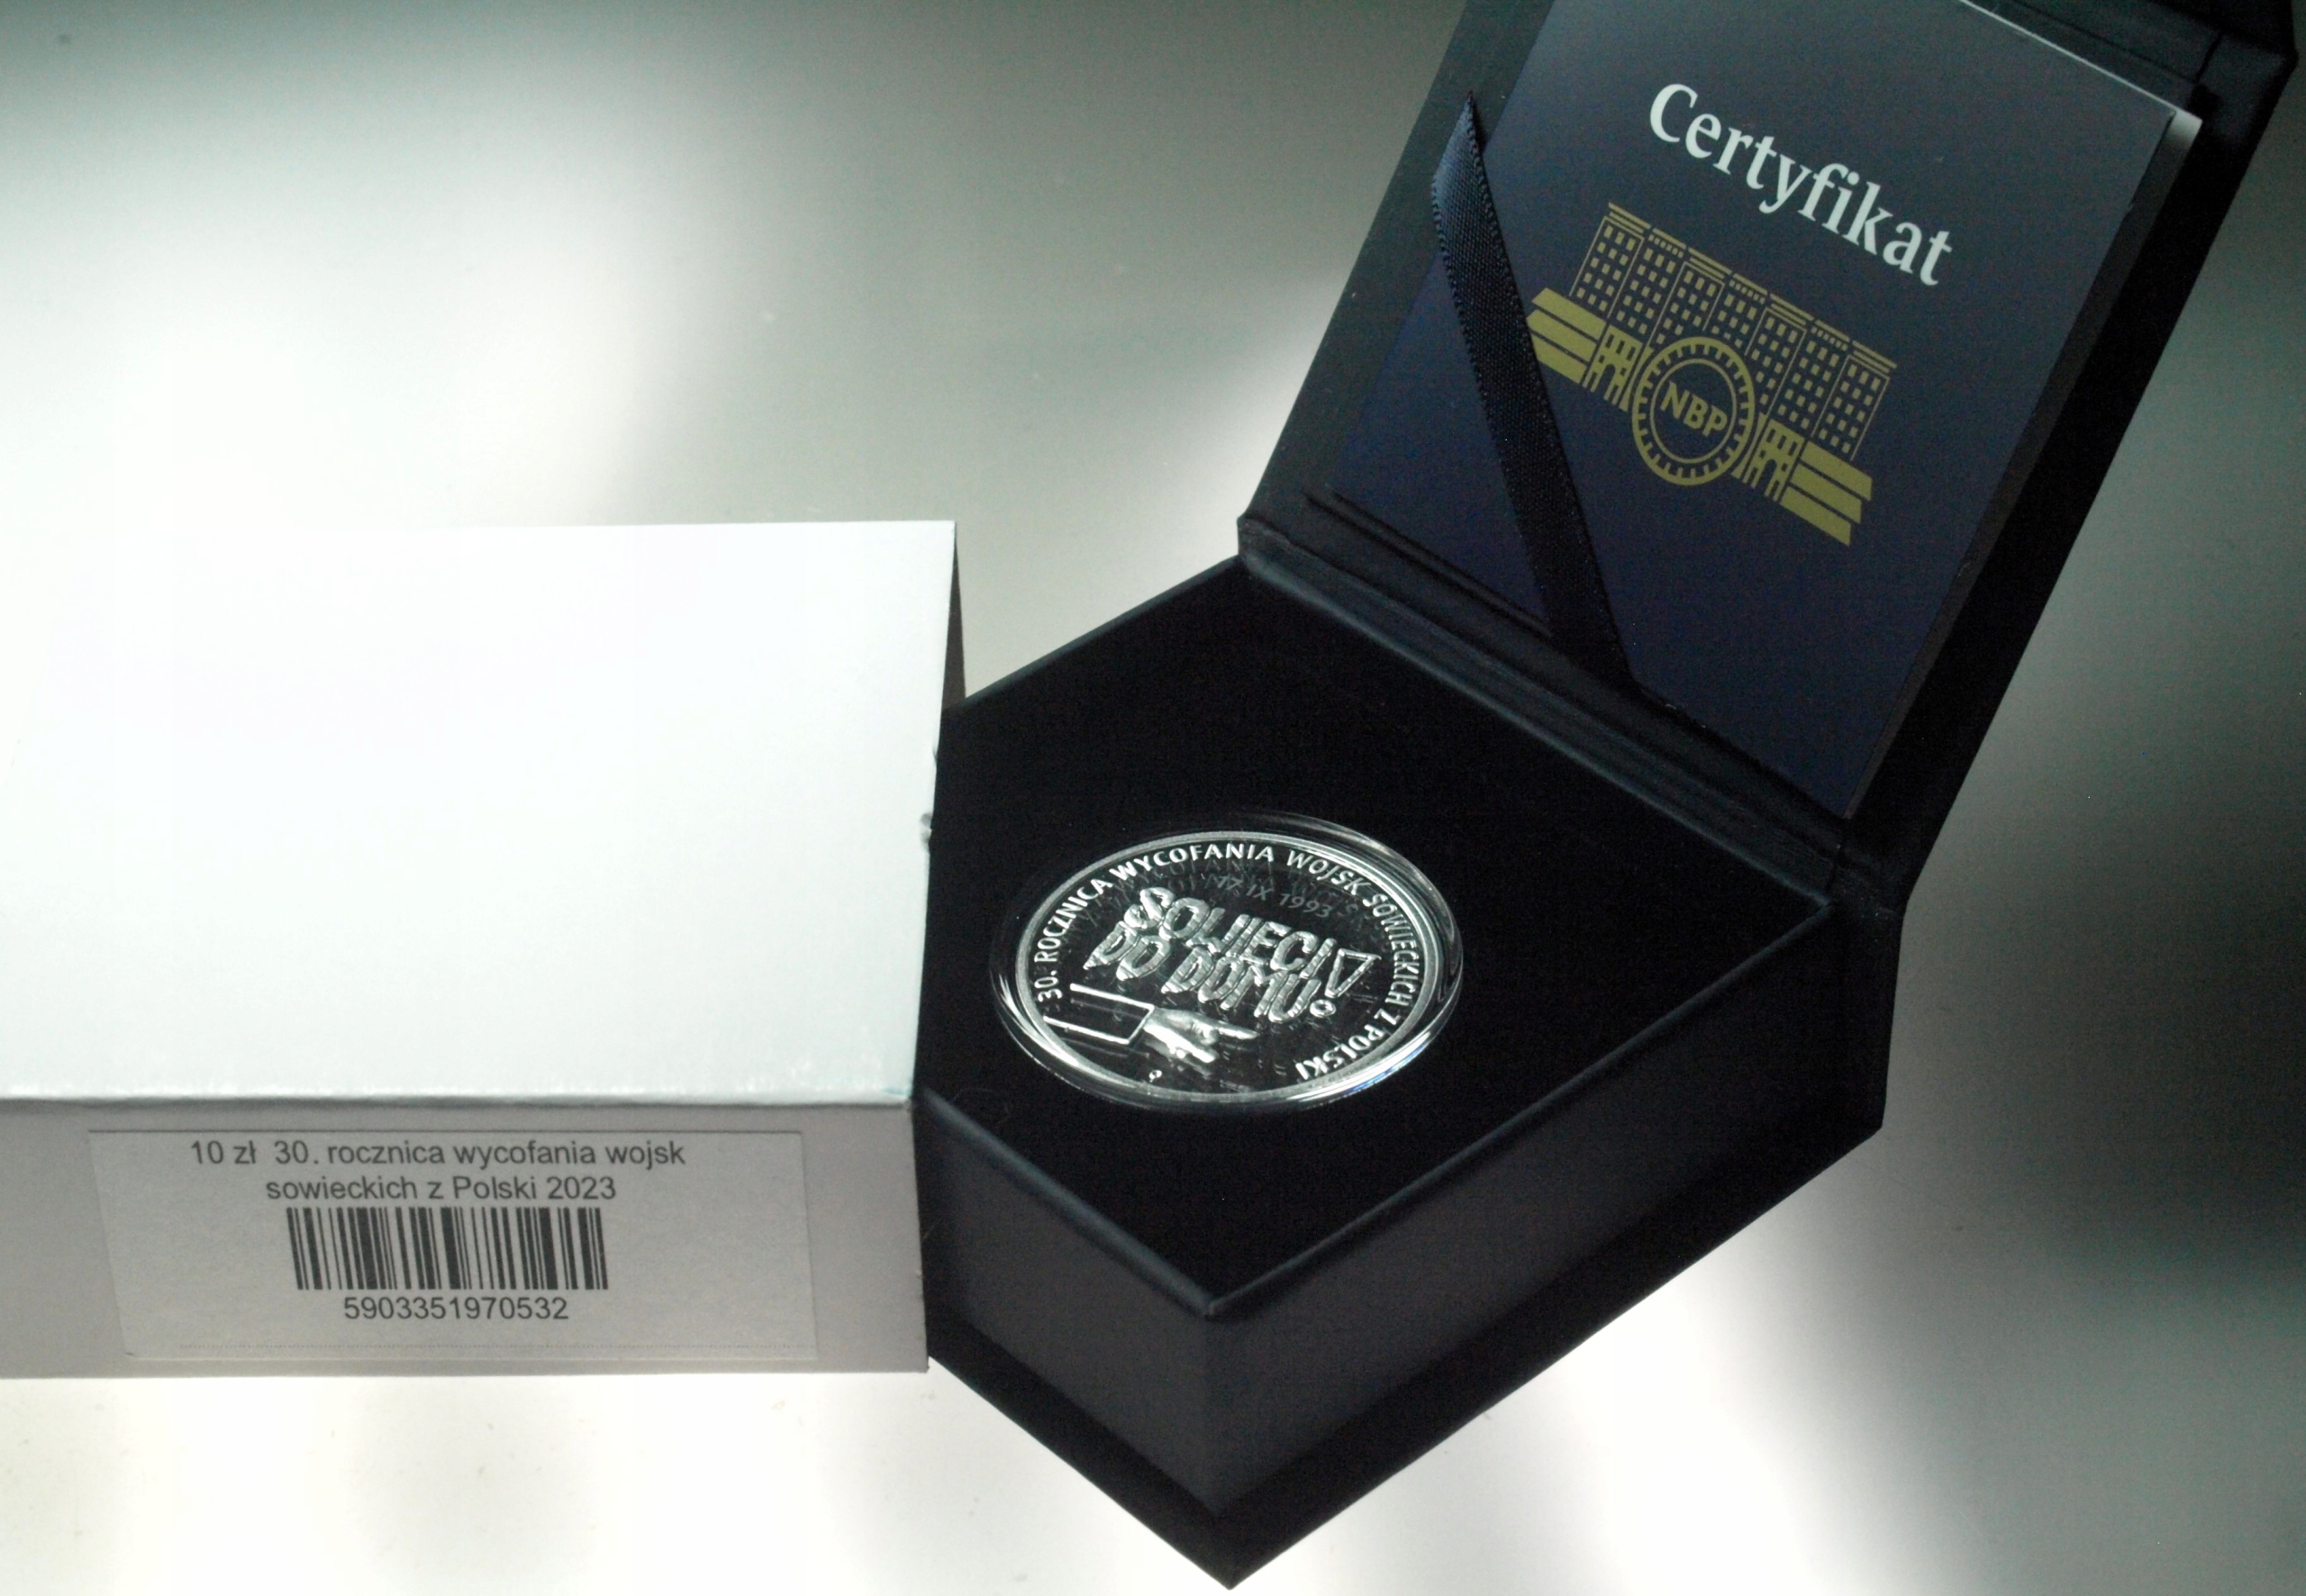 Certyfikat
NBP
30. ROCZNICA WYCOFANIA WOJSK SOWIECKICH Z POLSKI
17 IX 1993
SOWIECI
DO DOMU
10 zł 30. rocznica wycofania wojsk
sowieckich z Polski 2023
5903351970532